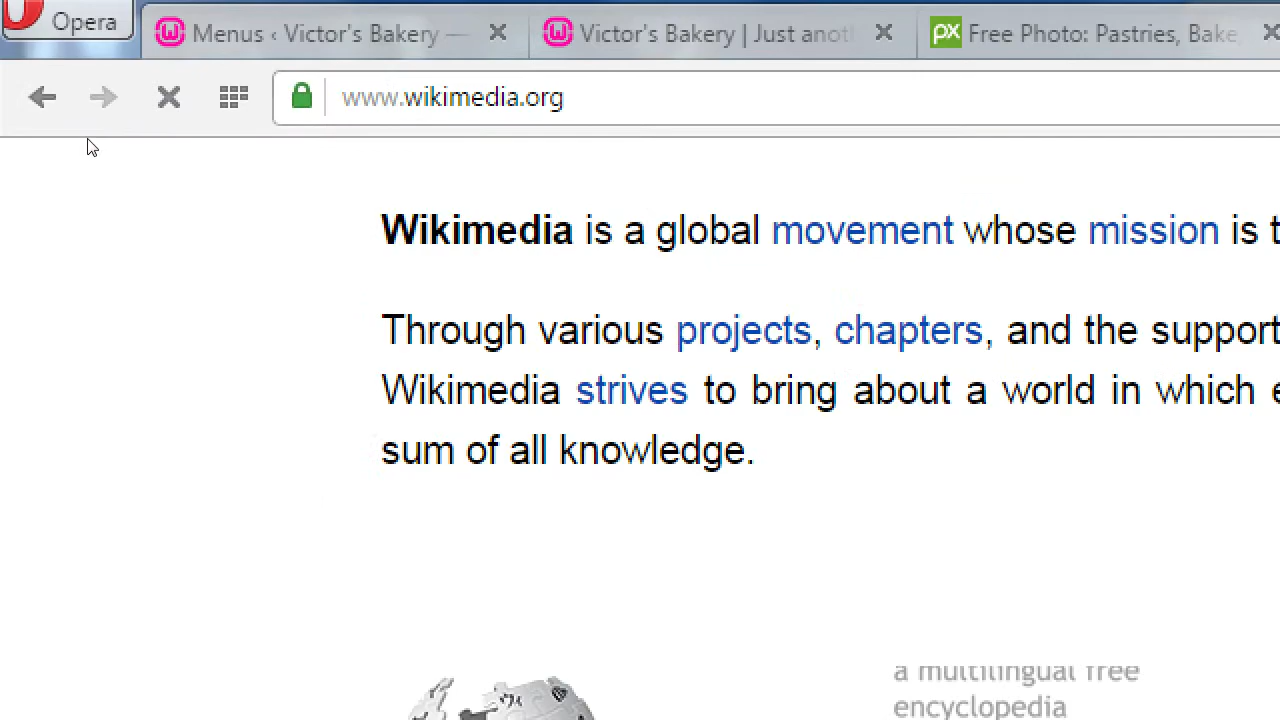 Opera
Menus ‹ Victor's Bakery —
Victor's Bakery | Just anot
px
Free Photo: Pastries, Bake,
www.wikimedia.org
Wikimedia is a global movement whose mission is t
Through various projects, chapters, and the support
Wikimedia strives to bring about a world in which e
sum of all knowledge.
a multilingual free
encyclopedia